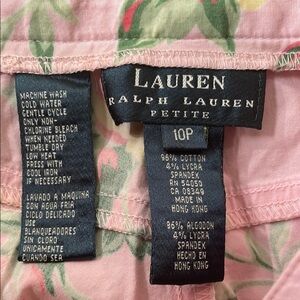 MACHINE WASH
COLD WATER
GENTLE CYCLE
ONLY NON-
CHLORINE BLEACH
WHEN NEEDED
TUMBLE DRY
LOW HEAT
PRESS WITH
COOL IRON
IF NECESSARY
LAVADO A MAQUINA
CON AGUA FRIA
CICLO DELICADO
USE
BLANQUEADORES
SIN CLORO
UNICAMENTE
CUANDO SEA
LAUREN
RALPH LAUREN
PETITE
10P
96% COTTON
4% LYCRA
SPANDEX
RN 54050
CA 08349
MADE IN
HONG KONG
96% ALGODON
4% LYCRA
SPANDEX
HECHO EN
HONG KONG